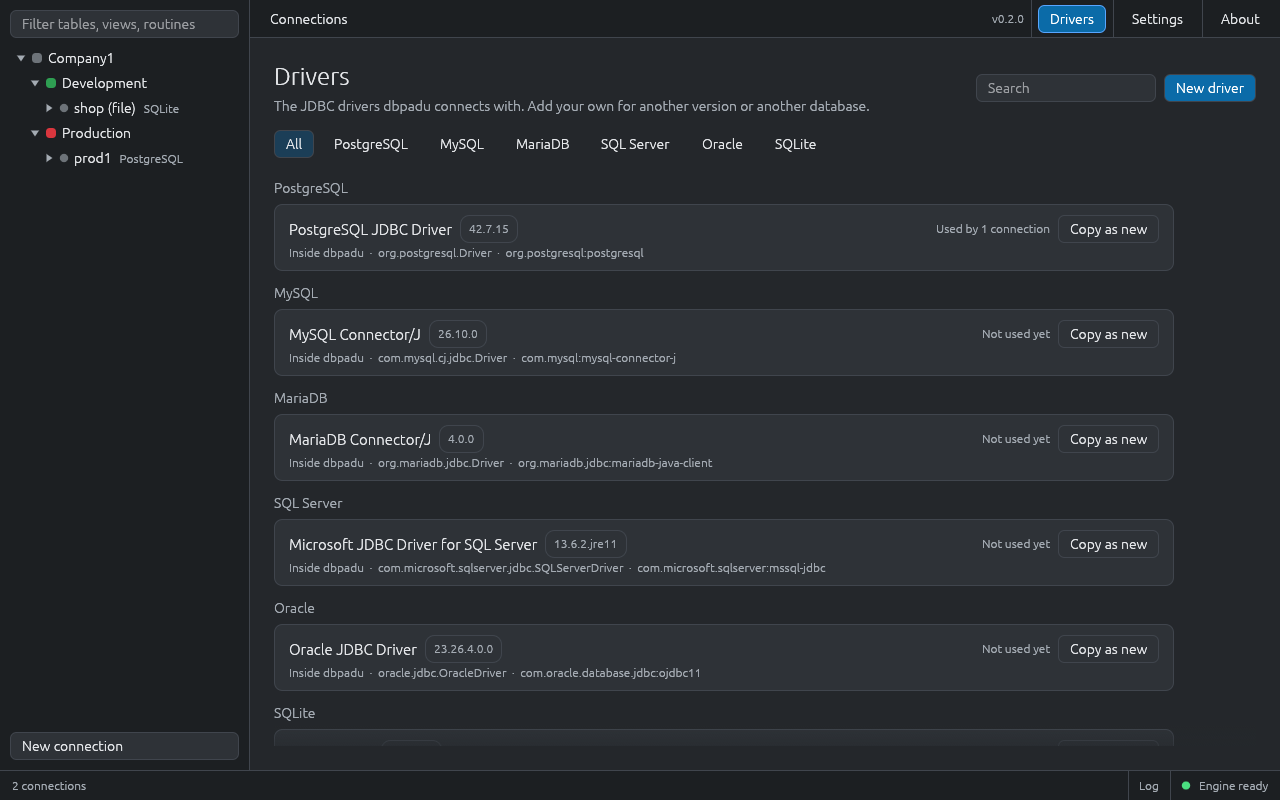 Filter tables, views, routines
Company1
Development
shop (file) SQLite
Production
prod1 PostgreSQL
New connection
Connections
v0.2.0
Drivers
Settings
About
Drivers
The JDBC drivers dbpadu connects with. Add your own for another version or another database.
Search
New driver
All PostgreSQL MySQL MariaDB SQL Server Oracle SQLite
PostgreSQL
PostgreSQL JDBC Driver 42.7.15 Used by 1 connection Copy as new
Inside dbpadu · org.postgresql.Driver · org.postgresql:postgresql
MySQL
MySQL Connector/J 26.10.0 Not used yet Copy as new
Inside dbpadu · com.mysql.cj.jdbc.Driver · com.mysql:mysql-connector-j
MariaDB
MariaDB Connector/J 4.0.0 Not used yet Copy as new
Inside dbpadu · org.mariadb.jdbc.Driver · org.mariadb.jdbc:mariadb-java-client
SQL Server
Microsoft JDBC Driver for SQL Server 13.6.2.jre11 Not used yet Copy as new
Inside dbpadu · com.microsoft.sqlserver.jdbc.SQLServerDriver · com.microsoft.sqlserver:mssql-jdbc
Oracle
Oracle JDBC Driver 23.26.4.0.0 Not used yet Copy as new
Inside dbpadu · oracle.jdbc.OracleDriver · com.oracle.database.jdbc:ojdbc11
SQLite
2 connections
Log
Engine ready